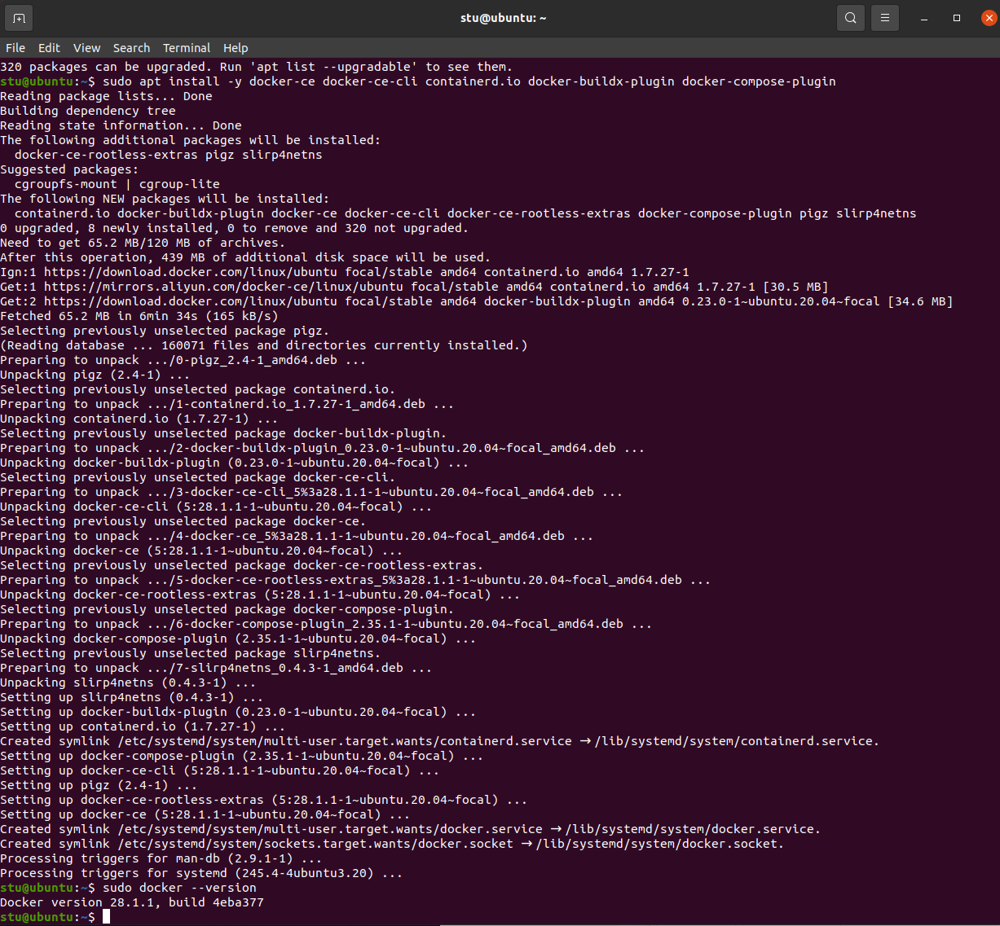 stu@ubuntu: ~
File Edit View Search Terminal Help
320 packages can be upgraded. Run 'apt list --upgradable' to see them.
stu@ubuntu:~$ sudo apt install -y docker-ce docker-ce-cli containerd.io docker-buildx-plugin docker-compose-plugin
Reading package lists... Done
Building dependency tree
Reading state information... Done
The following additional packages will be installed:
  docker-ce-rootless-extras pigz slirp4netns
Suggested packages:
  cgroupfs-mount | cgroup-lite
The following NEW packages will be installed:
  containerd.io docker-buildx-plugin docker-ce docker-ce-cli docker-ce-rootless-extras docker-compose-plugin pigz slirp4netns
0 upgraded, 8 newly installed, 0 to remove and 320 not upgraded.
Need to get 65.2 MB/120 MB of archives.
After this operation, 439 MB of additional disk space will be used.
Ign:1 https://download.docker.com/linux/ubuntu focal/stable amd64 containerd.io amd64 1.7.27-1
Get:1 https://mirrors.aliyun.com/docker-ce/linux/ubuntu focal/stable amd64 containerd.io amd64 1.7.27-1 [30.5 MB]
Get:2 https://download.docker.com/linux/ubuntu focal/stable amd64 docker-buildx-plugin amd64 0.23.0-1~ubuntu.20.04~focal [34.6 MB]
Fetched 65.2 MB in 6min 34s (165 kB/s)
Selecting previously unselected package pigz.
(Reading database ... 160071 files and directories currently installed.)
Preparing to unpack .../0-pigz_2.4-1_amd64.deb ...
Unpacking pigz (2.4-1) ...
Selecting previously unselected package containerd.io.
Preparing to unpack .../1-containerd.io_1.7.27-1_amd64.deb ...
Unpacking containerd.io (1.7.27-1) ...
Selecting previously unselected package docker-buildx-plugin.
Preparing to unpack .../2-docker-buildx-plugin_0.23.0-1~ubuntu.20.04~focal_amd64.deb ...
Unpacking docker-buildx-plugin (0.23.0-1~ubuntu.20.04~focal) ...
Selecting previously unselected package docker-ce-cli.
Preparing to unpack .../3-docker-ce-cli_5%3a28.1.1-1~ubuntu.20.04~focal_amd64.deb ...
Unpacking docker-ce-cli (5:28.1.1-1~ubuntu.20.04~focal) ...
Selecting previously unselected package docker-ce.
Preparing to unpack .../4-docker-ce_5%3a28.1.1-1~ubuntu.20.04~focal_amd64.deb ...
Unpacking docker-ce (5:28.1.1-1~ubuntu.20.04~focal) ...
Selecting previously unselected package docker-ce-rootless-extras.
Preparing to unpack .../5-docker-ce-rootless-extras_5%3a28.1.1-1~ubuntu.20.04~focal_amd64.deb ...
Unpacking docker-ce-rootless-extras (5:28.1.1-1~ubuntu.20.04~focal) ...
Selecting previously unselected package docker-compose-plugin.
Preparing to unpack .../6-docker-compose-plugin_2.35.1-1~ubuntu.20.04~focal_amd64.deb ...
Unpacking docker-compose-plugin (2.35.1-1~ubuntu.20.04~focal) ...
Selecting previously unselected package slirp4netns.
Preparing to unpack .../7-slirp4netns_0.4.3-1_amd64.deb ...
Unpacking slirp4netns (0.4.3-1) ...
Setting up slirp4netns (0.4.3-1) ...
Setting up docker-buildx-plugin (0.23.0-1~ubuntu.20.04~focal) ...
Setting up containerd.io (1.7.27-1) ...
Created symlink /etc/systemd/system/multi-user.target.wants/containerd.service → /lib/systemd/system/containerd.service.
Setting up docker-compose-plugin (2.35.1-1~ubuntu.20.04~focal) ...
Setting up docker-ce-cli (5:28.1.1-1~ubuntu.20.04~focal) ...
Setting up pigz (2.4-1) ...
Setting up docker-ce-rootless-extras (5:28.1.1-1~ubuntu.20.04~focal) ...
Setting up docker-ce (5:28.1.1-1~ubuntu.20.04~focal) ...
Created symlink /etc/systemd/system/multi-user.target.wants/docker.service → /lib/systemd/system/docker.service.
Created symlink /etc/systemd/system/sockets.target.wants/docker.socket → /lib/systemd/system/docker.socket.
Processing triggers for man-db (2.9.1-1) ...
Processing triggers for systemd (245.4-4ubuntu3.20) ...
stu@ubuntu:~$ sudo docker --version
Docker version 28.1.1, build 4eba377
stu@ubuntu:~$